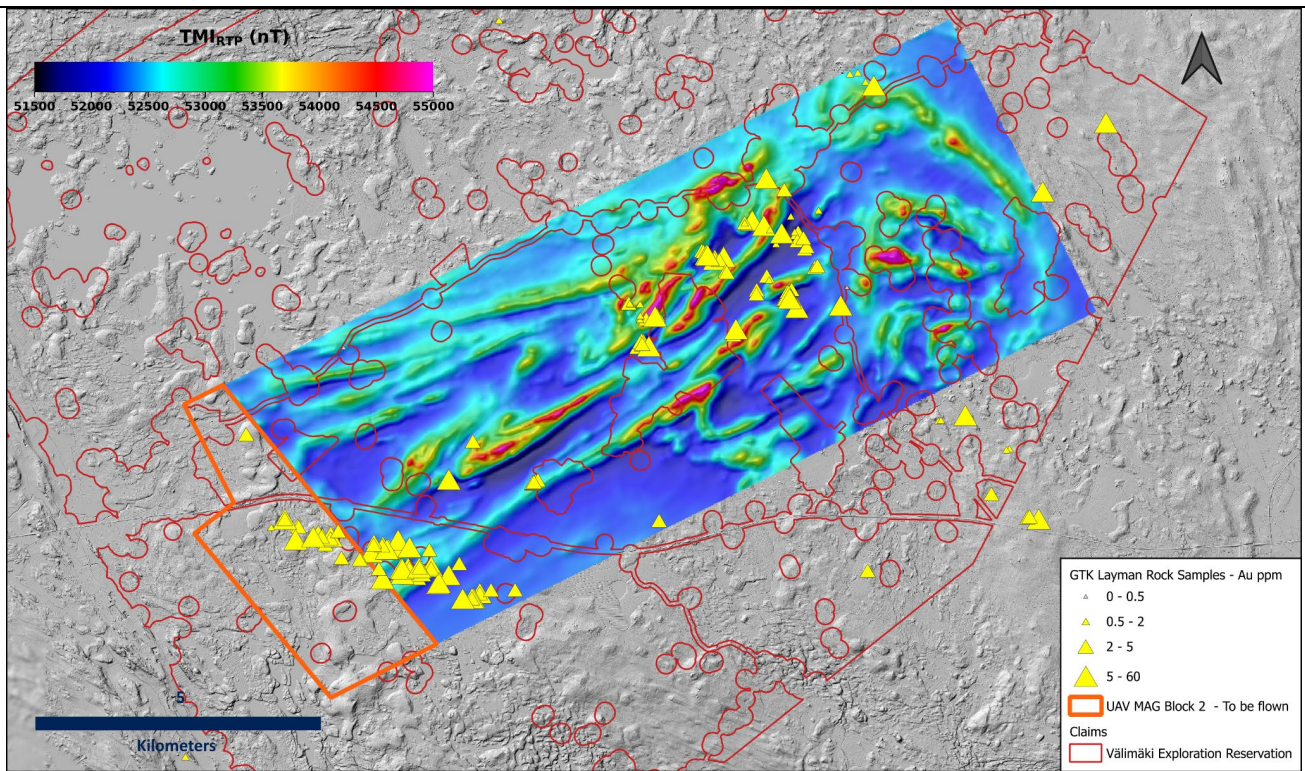 TMIRTP (nT)
51500 52000 52500 53000 53500 54000 54500 55000
5
Kilometers
GTK Layman Rock Samples - Au ppm
0 - 0.5
0.5 - 2
2 - 5
5 - 60
UAV MAG Block 2 - To be flown
Claims
Välimäki Exploration Reservation